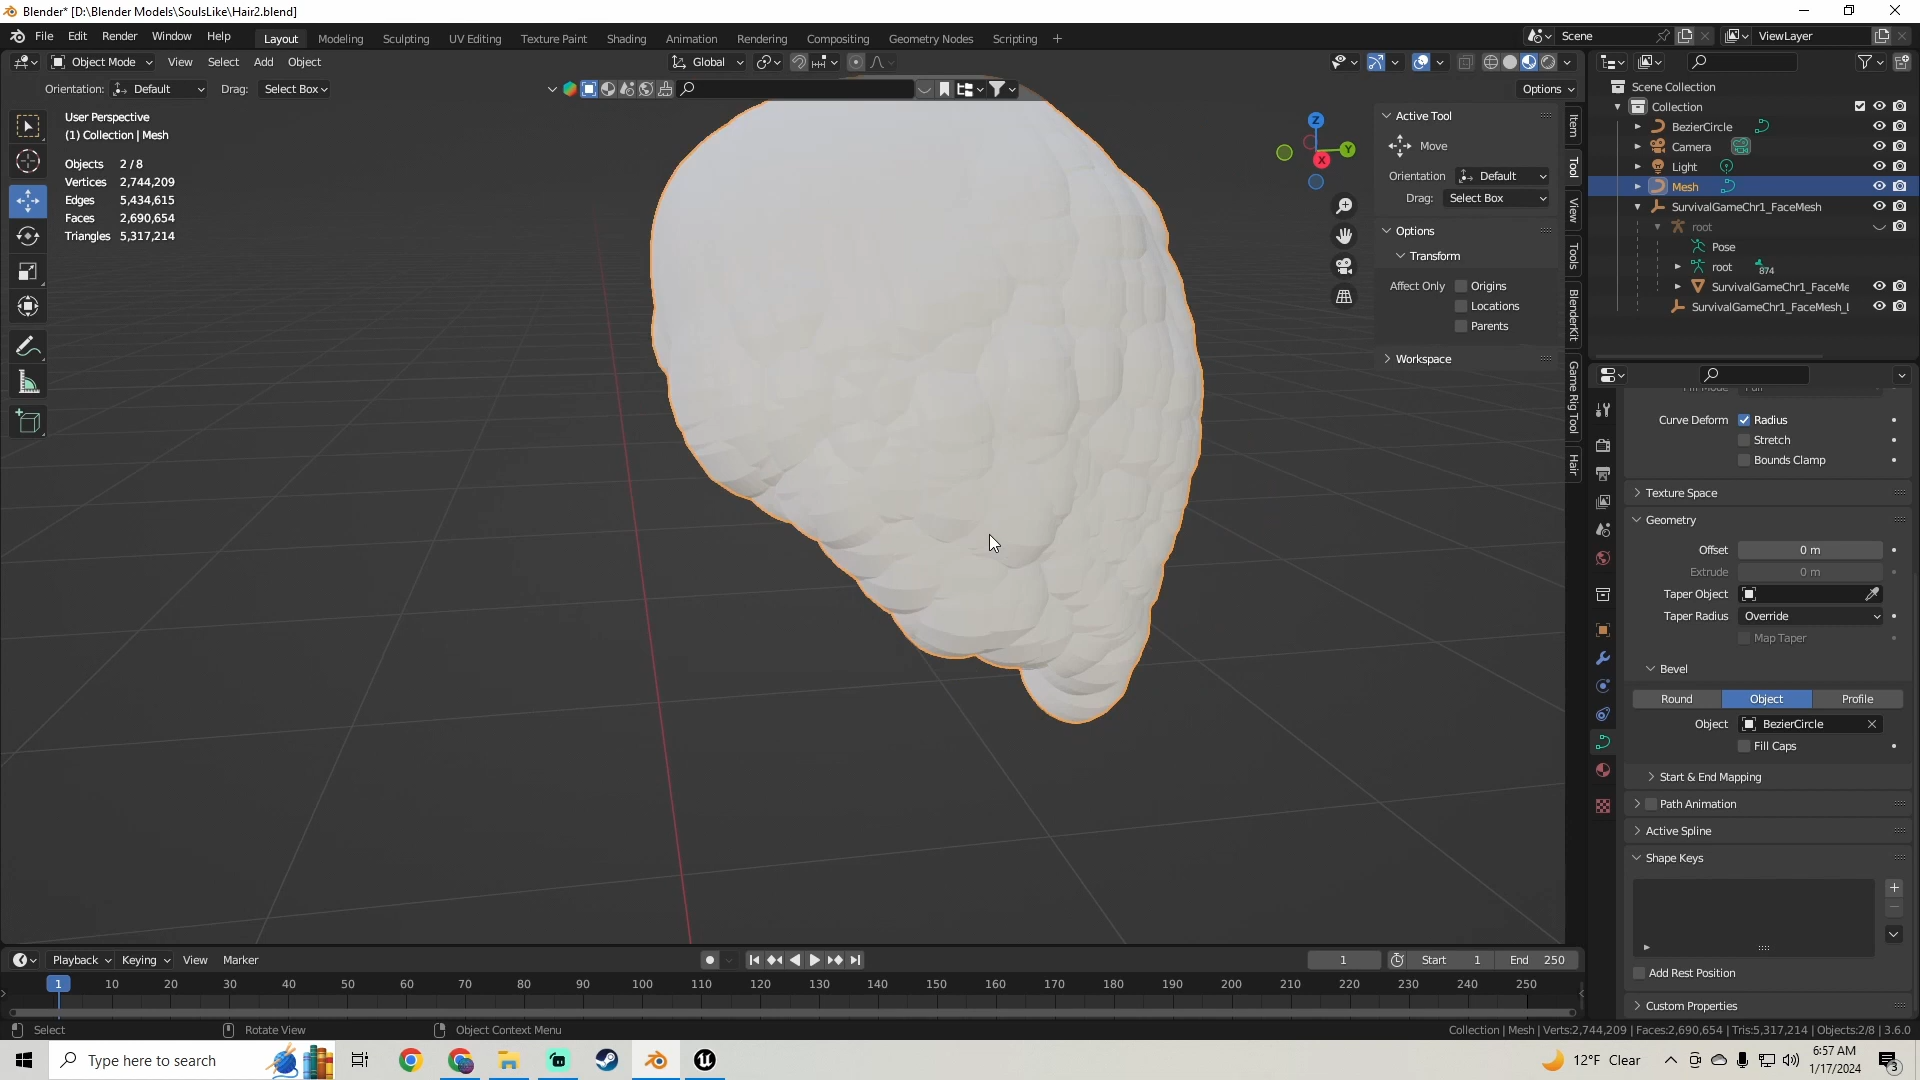 Blender* [D:\Blender Models\SoulsLike\Hair2.blend]
File Edit Render Window Help
Layout Modeling Sculpting UV Editing Texture Paint Shading Animation Rendering Compositing Geometry Nodes Scripting +
Scene
ViewLayer
Object Mode View Select Add Object
Global
Orientation: Default Drag: Select Box
Options
User Perspective
(1) Collection | Mesh
Objects 2 / 8
Vertices 2,744,209
Edges 5,434,615
Faces 2,690,654
Triangles 5,317,214
Z
Y
X
Active Tool
Move
Orientation Default
Drag: Select Box
Options
Transform
Affect Only Origins
Locations
Parents
Workspace
Item
Tool
View
Tools
BlenderKit
Game Rig Tool
Hair
Scene Collection
Collection
BezierCircle
Camera
Light
Mesh
SurvivalGameChr1_FaceMesh
root
Pose
root 874
SurvivalGameChr1_FaceMe
SurvivalGameChr1_FaceMesh_L
Curve Deform Radius
Stretch
Bounds Clamp
Texture Space
Geometry
Offset 0 m
Extrude 0 m
Taper Object
Taper Radius Override
Map Taper
Bevel
Round Object Profile
Object BezierCircle
Fill Caps
Start & End Mapping
Path Animation
Active Spline
Shape Keys
Add Rest Position
Custom Properties
Playback Keying View Marker
1 Start 1 End 250
1 10 20 30 40 50 60 70 80 90 100 110 120 130 140 150 160 170 180 190 200 210 220 230 240 250
Select Rotate View Object Context Menu
Collection | Mesh | Verts:2,744,209 | Faces:2,690,654 | Tris:5,317,214 | Objects:2/8 | 3.6.0
Type here to search
12°F Clear
6:57 AM
1/17/2024
3